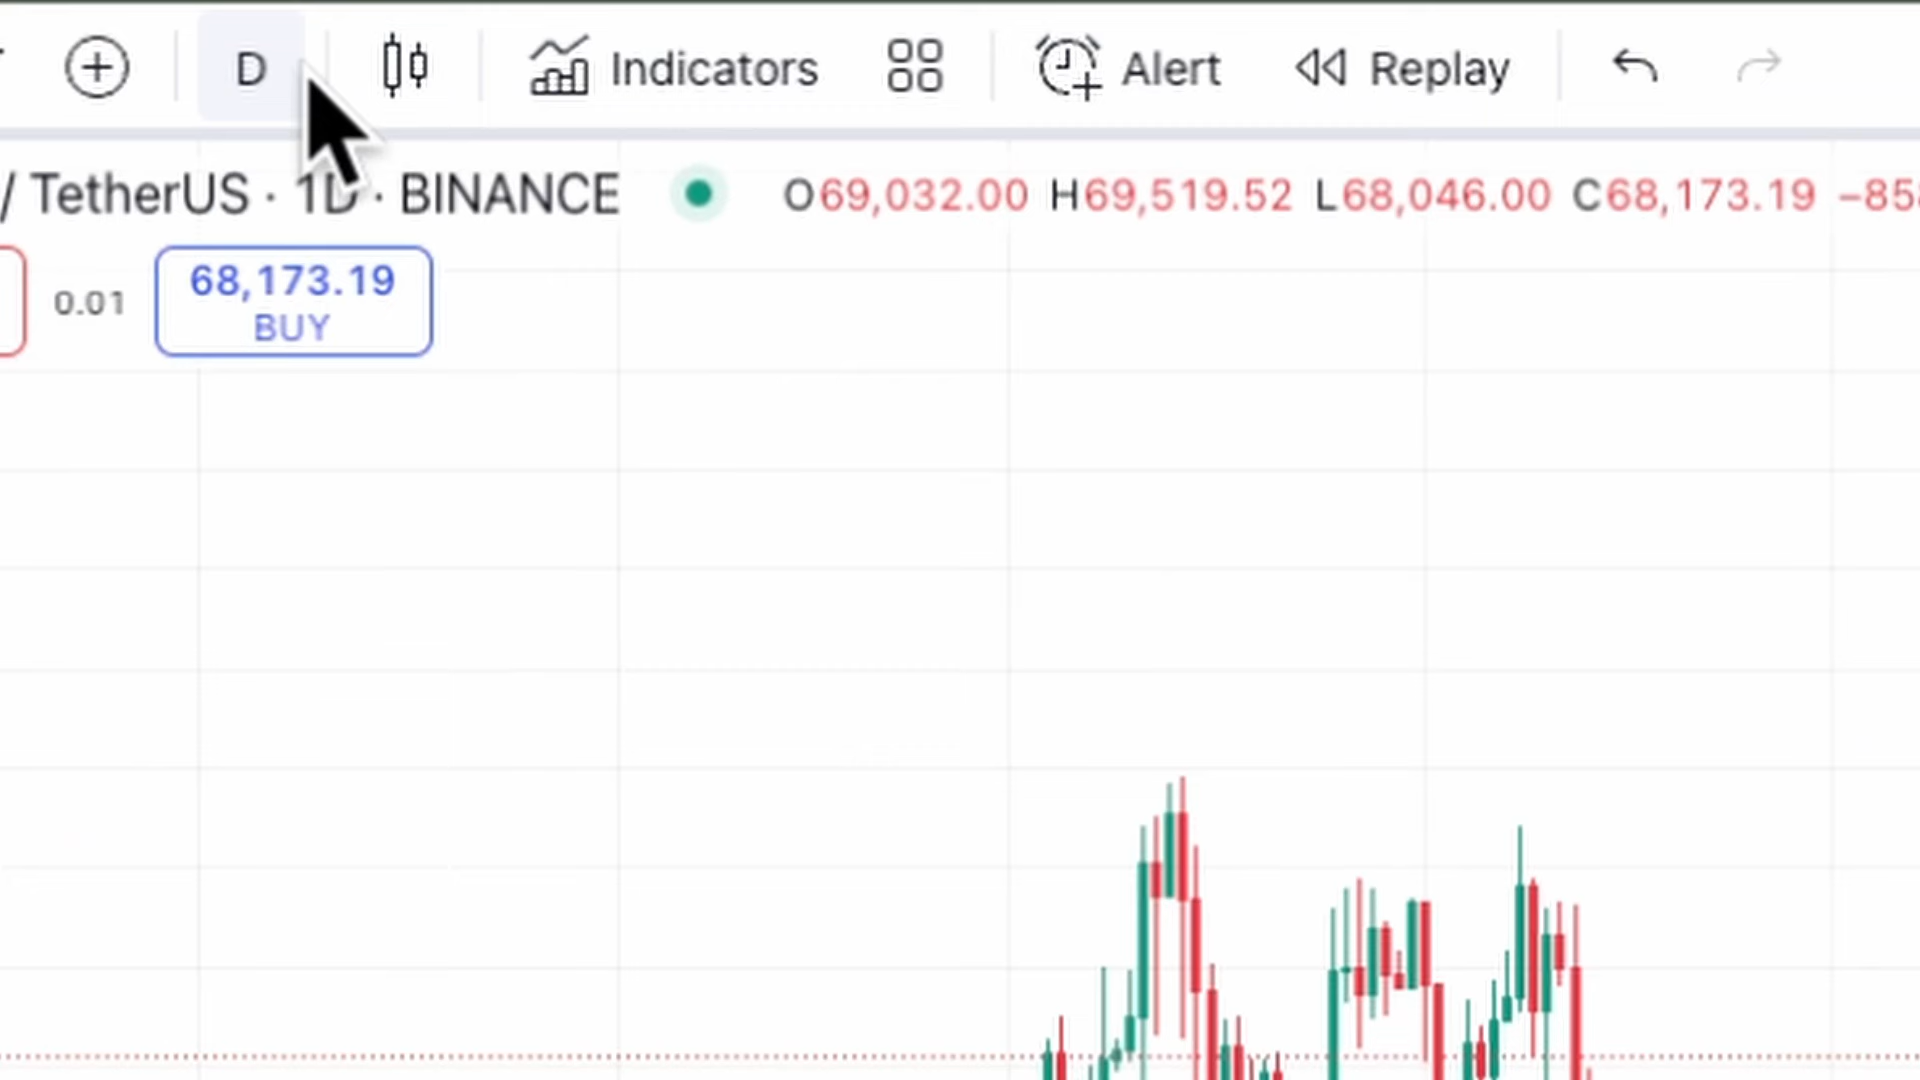 D Indicators Alert Replay
/ TetherUS · 1D · BINANCE O69,032.00 H69,519.52 L68,046.00 C68,173.19
0.01 68,173.19
BUY